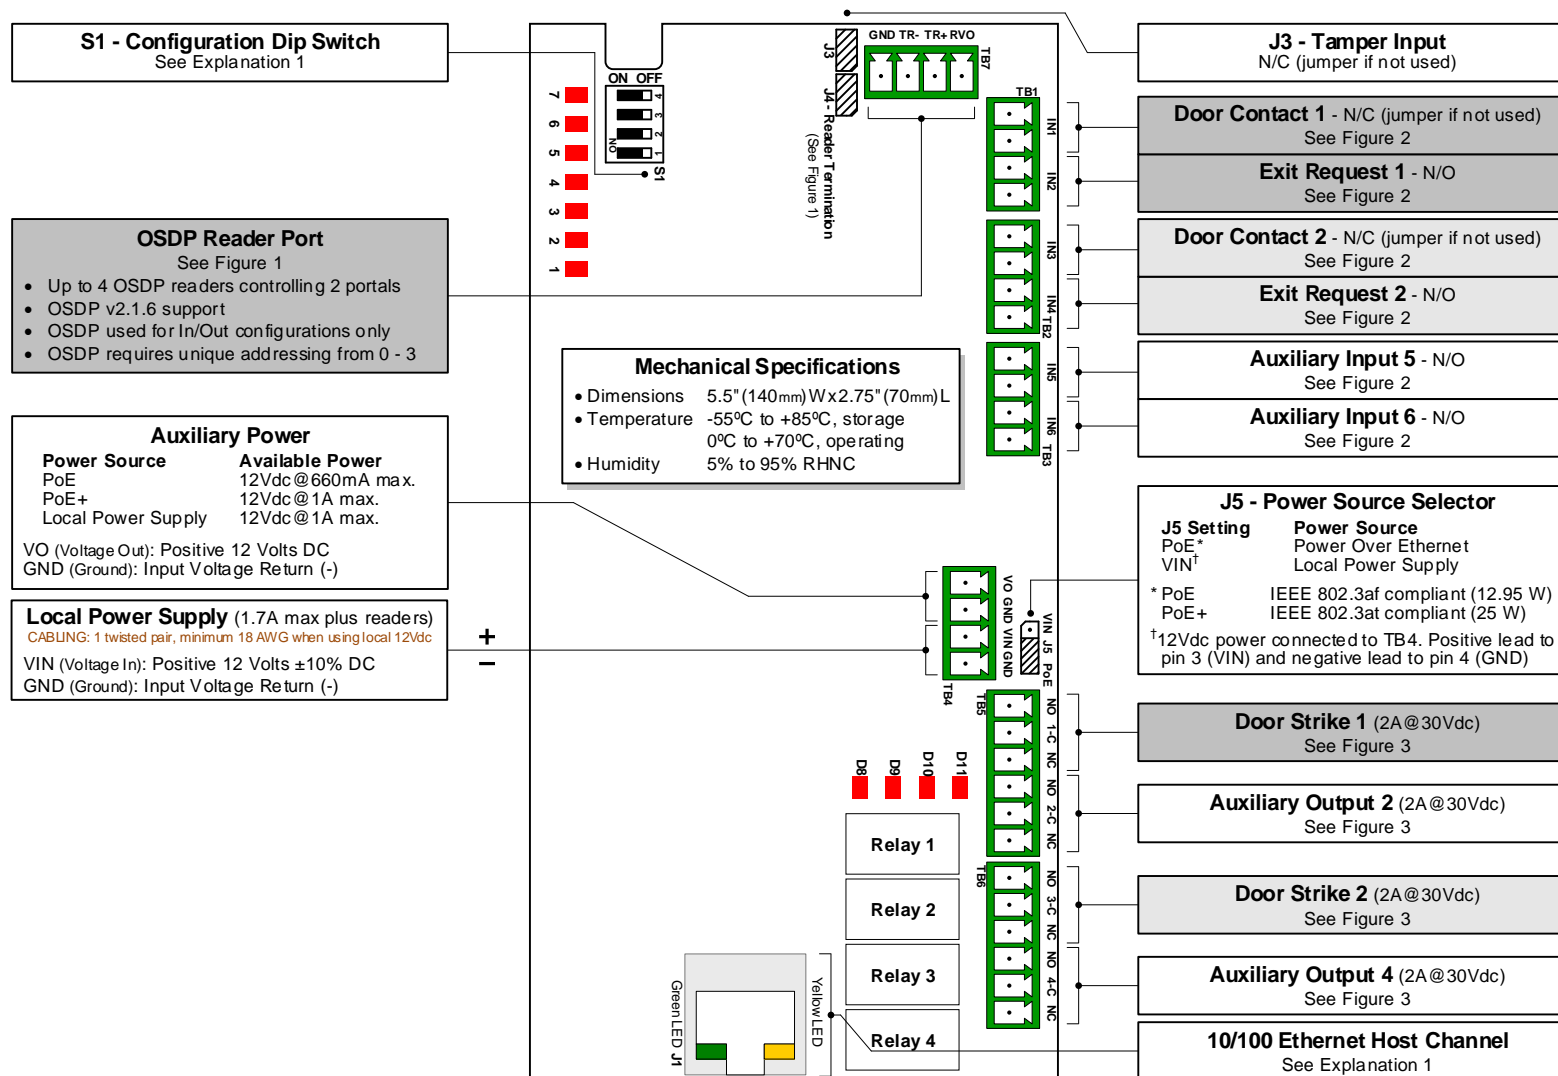 S1 - Configuration Dip Switch
See Explanation 1
OSDP Reader Port
See Figure 1
• Up to 4 OSDP readers controlling 2 portals
• OSDP v2.1.6 support
• OSDP used for In/Out configurations only
• OSDP requires unique addressing from 0 - 3
Auxiliary Power
Power Source Available Power
PoE 12Vdc@660mA max.
PoE+ 12Vdc@1A max.
Local Power Supply 12Vdc@1A max.
VO (Voltage Out): Positive 12 Volts DC
GND (Ground): Input Voltage Return (-)
Local Power Supply (1.7A max plus readers)
CABLING: 1 twisted pair, minimum 18 AWG when using local 12Vdc
VIN (Voltage In): Positive 12 Volts ±10% DC
GND (Ground): Input Voltage Return (-)
+
–
ON OFF
4
3
2
1
ON
S1
7
6
5
4
3
2
1
J3
J4 - Reader Termination
(See Figure 1)
GND TR- TR+ RVO
TB7
TB1
IN1
IN2
IN3
IN4
TB2
IN5
IN6
TB3
Mechanical Specifications
• Dimensions 5.5"(140mm)Wx2.75"(70mm)L
• Temperature -55ºC to +85ºC, storage
0ºC to +70ºC, operating
• Humidity 5% to 95% RHNC
VO GND VIN GND
TB4
VIN J5 PoE
TB5
NO 1-C NC
NO 2-C NC
TB6
NO 3-C NC
NO 4-C NC
D8
D9
D10
D11
Relay 1
Relay 2
Relay 3
Relay 4
Green LED
J1
Yellow LED
J3 - Tamper Input
N/C (jumper if not used)
Door Contact 1 - N/C (jumper if not used)
See Figure 2
Exit Request 1 - N/O
See Figure 2
Door Contact 2 - N/C (jumper if not used)
See Figure 2
Exit Request 2 - N/O
See Figure 2
Auxiliary Input 5 - N/O
See Figure 2
Auxiliary Input 6 - N/O
See Figure 2
J5 - Power Source Selector
J5 Setting Power Source
PoE* Power Over Ethernet
VIN† Local Power Supply
* PoE IEEE 802.3af compliant (12.95 W)
PoE+ IEEE 802.3at compliant (25 W)
†12Vdc power connected to TB4. Positive lead to
pin 3 (VIN) and negative lead to pin 4 (GND)
Door Strike 1 (2A@30Vdc)
See Figure 3
Auxiliary Output 2 (2A@30Vdc)
See Figure 3
Door Strike 2 (2A@30Vdc)
See Figure 3
Auxiliary Output 4 (2A@30Vdc)
See Figure 3
10/100 Ethernet Host Channel
See Explanation 1